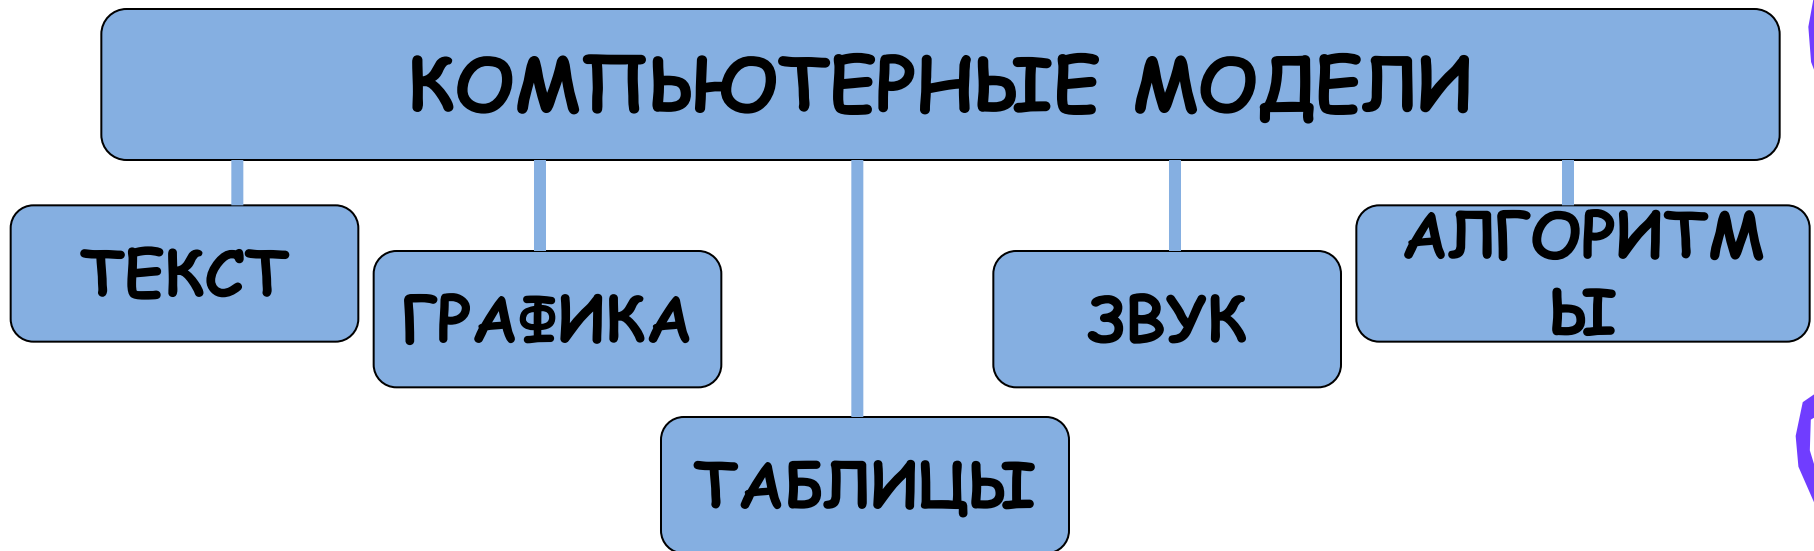 КОМПЬЮТЕРНЫЕ МОДЕЛИ
ТЕКСТ
ГРАФИКА
ТАБЛИЦЫ
ЗВУК
АЛГОРИТМ
Ы